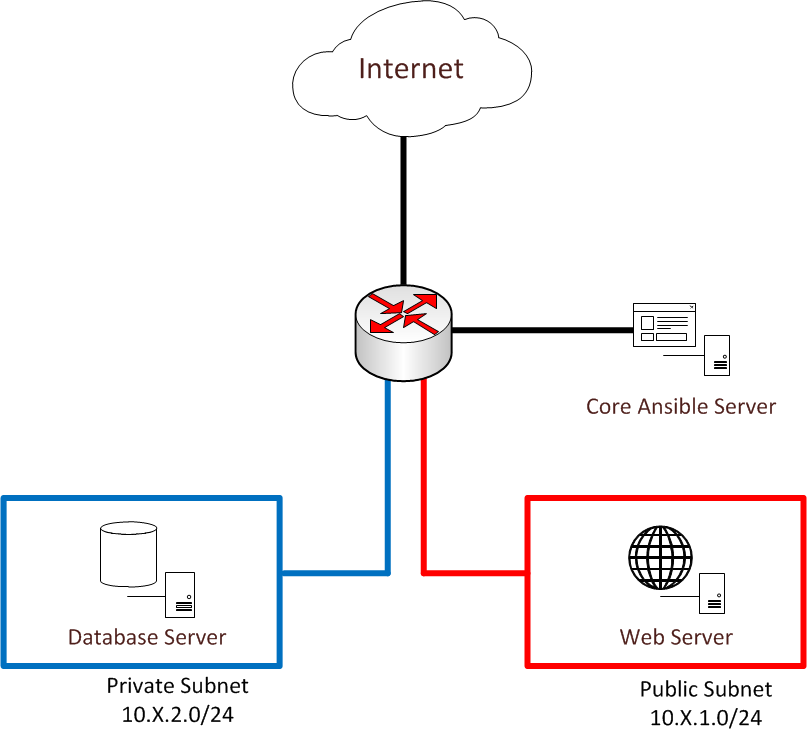 Internet
Core Ansible Server
Database Server
Web Server
Private Subnet
10.X.2.0/24
Public Subnet
10.X.1.0/24